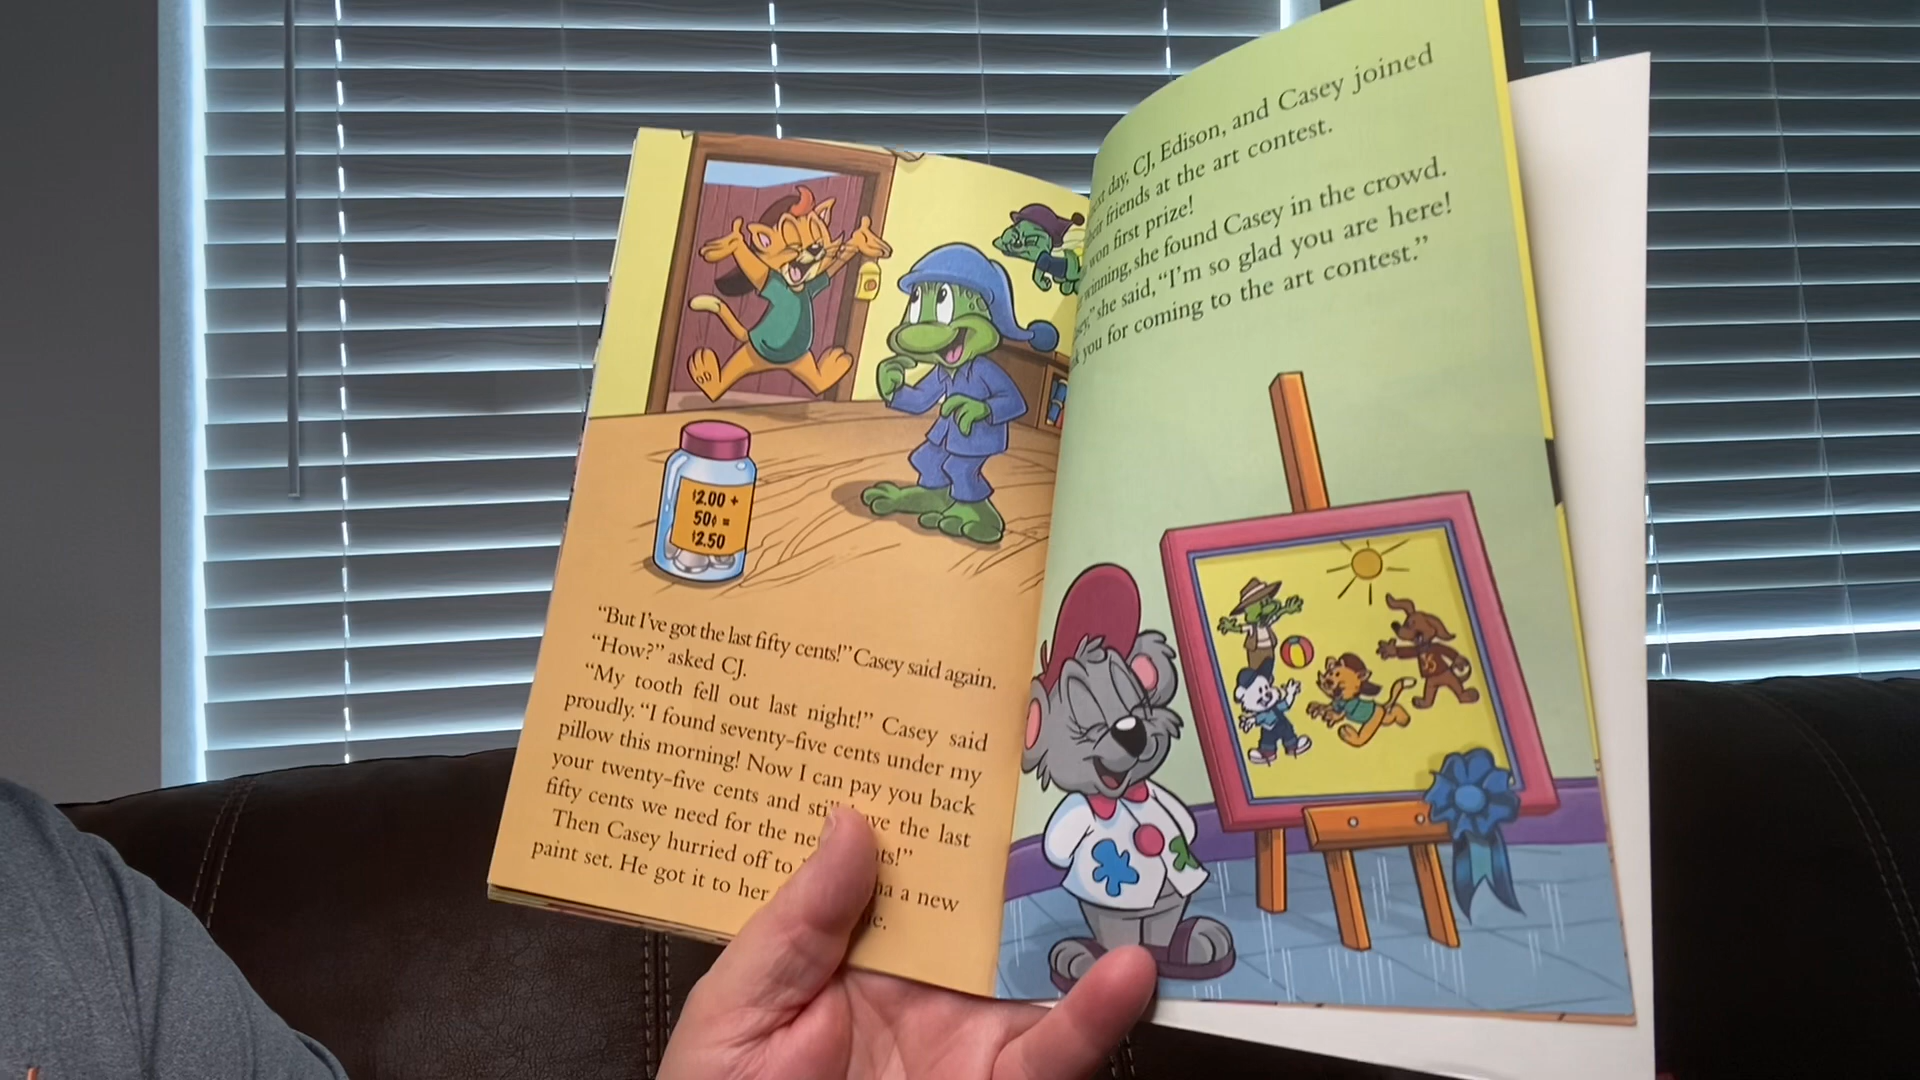 $2.00 +
50¢ =
$2.50
“But I’ve got the last fifty cents!” Casey said again.
“How?” asked CJ.
“My tooth fell out last night!” Casey said
proudly. “I found seventy-five cents under my
pillow this morning! Now I can pay you back
your twenty-five cents and the last
fifty cents we need for the
Then Casey hurried off to a new
paint set. He got it to her
day, CJ, Edison, and Casey joined
friends at the art contest.
won first prize!
winning, she found Casey in the crowd.
she said, “I’m so glad you are here!
you for coming to the art contest.”